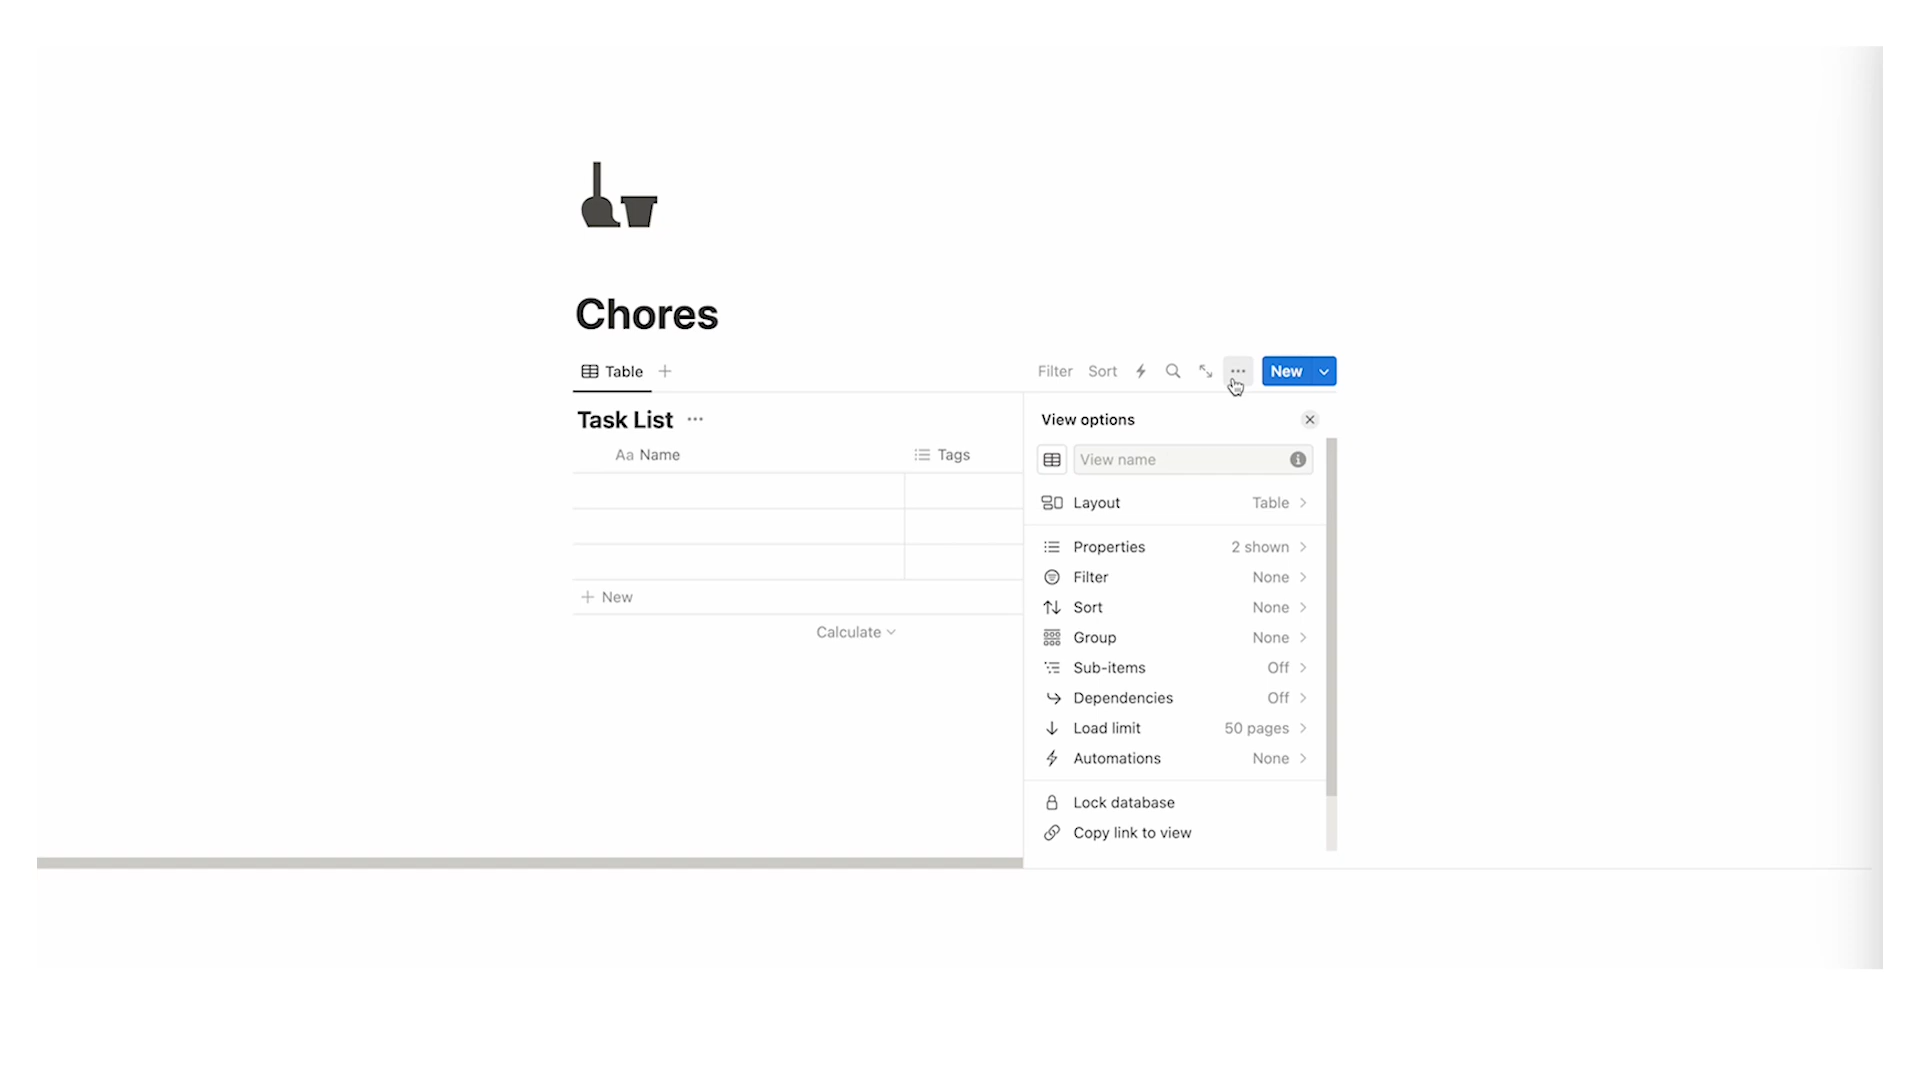 Chores
Table
Filter Sort New
Task List
Aa Name Tags
New
Calculate
View options
View name
Layout Table
Properties 2 shown
Filter None
Sort None
Group None
Sub-items Off
Dependencies Off
Load limit 50 pages
Automations None
Lock database
Copy link to view